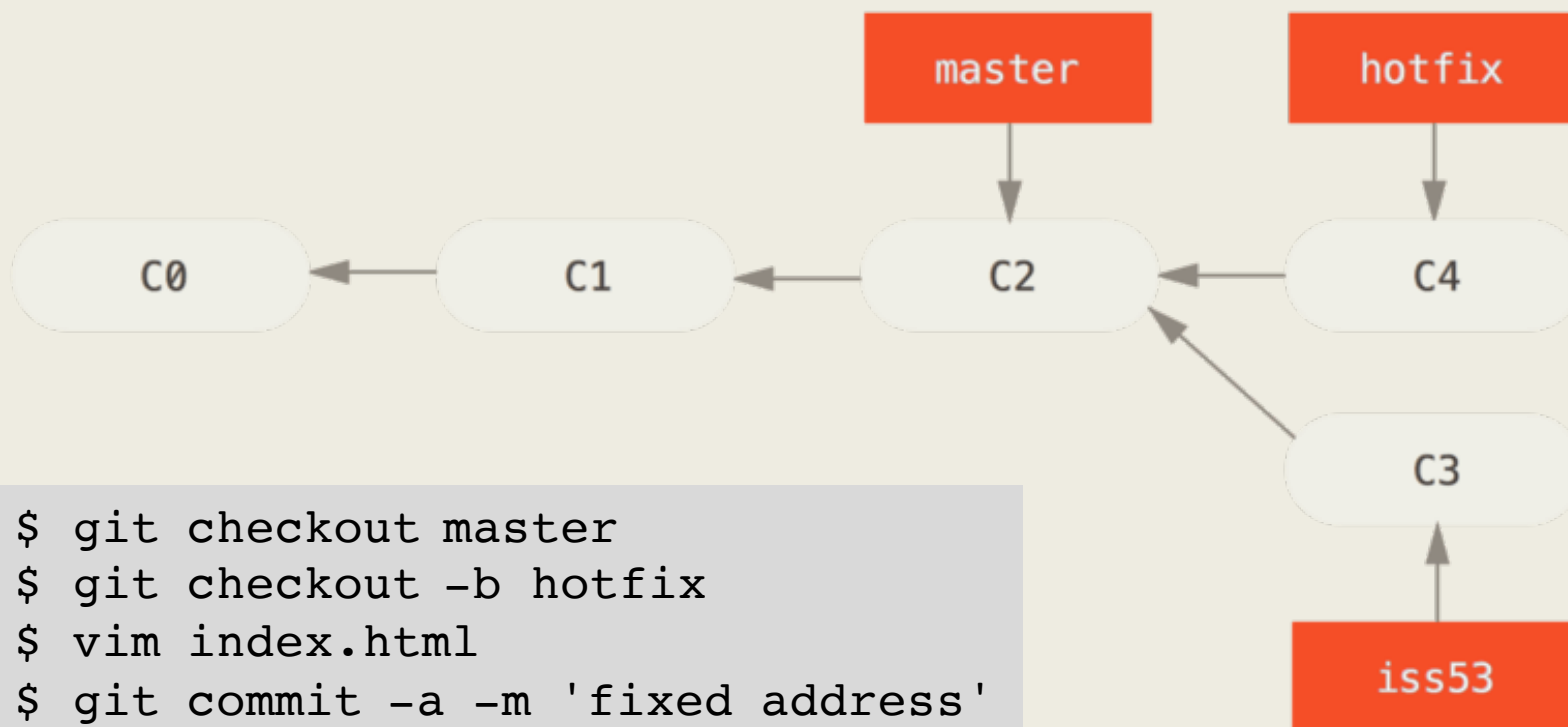 master
hotfix
C0
C1
C2
C4
C3
$ git checkout master
$ git checkout -b hotfix
$ vim index.html
$ git commit -a -m 'fixed address'
iss53